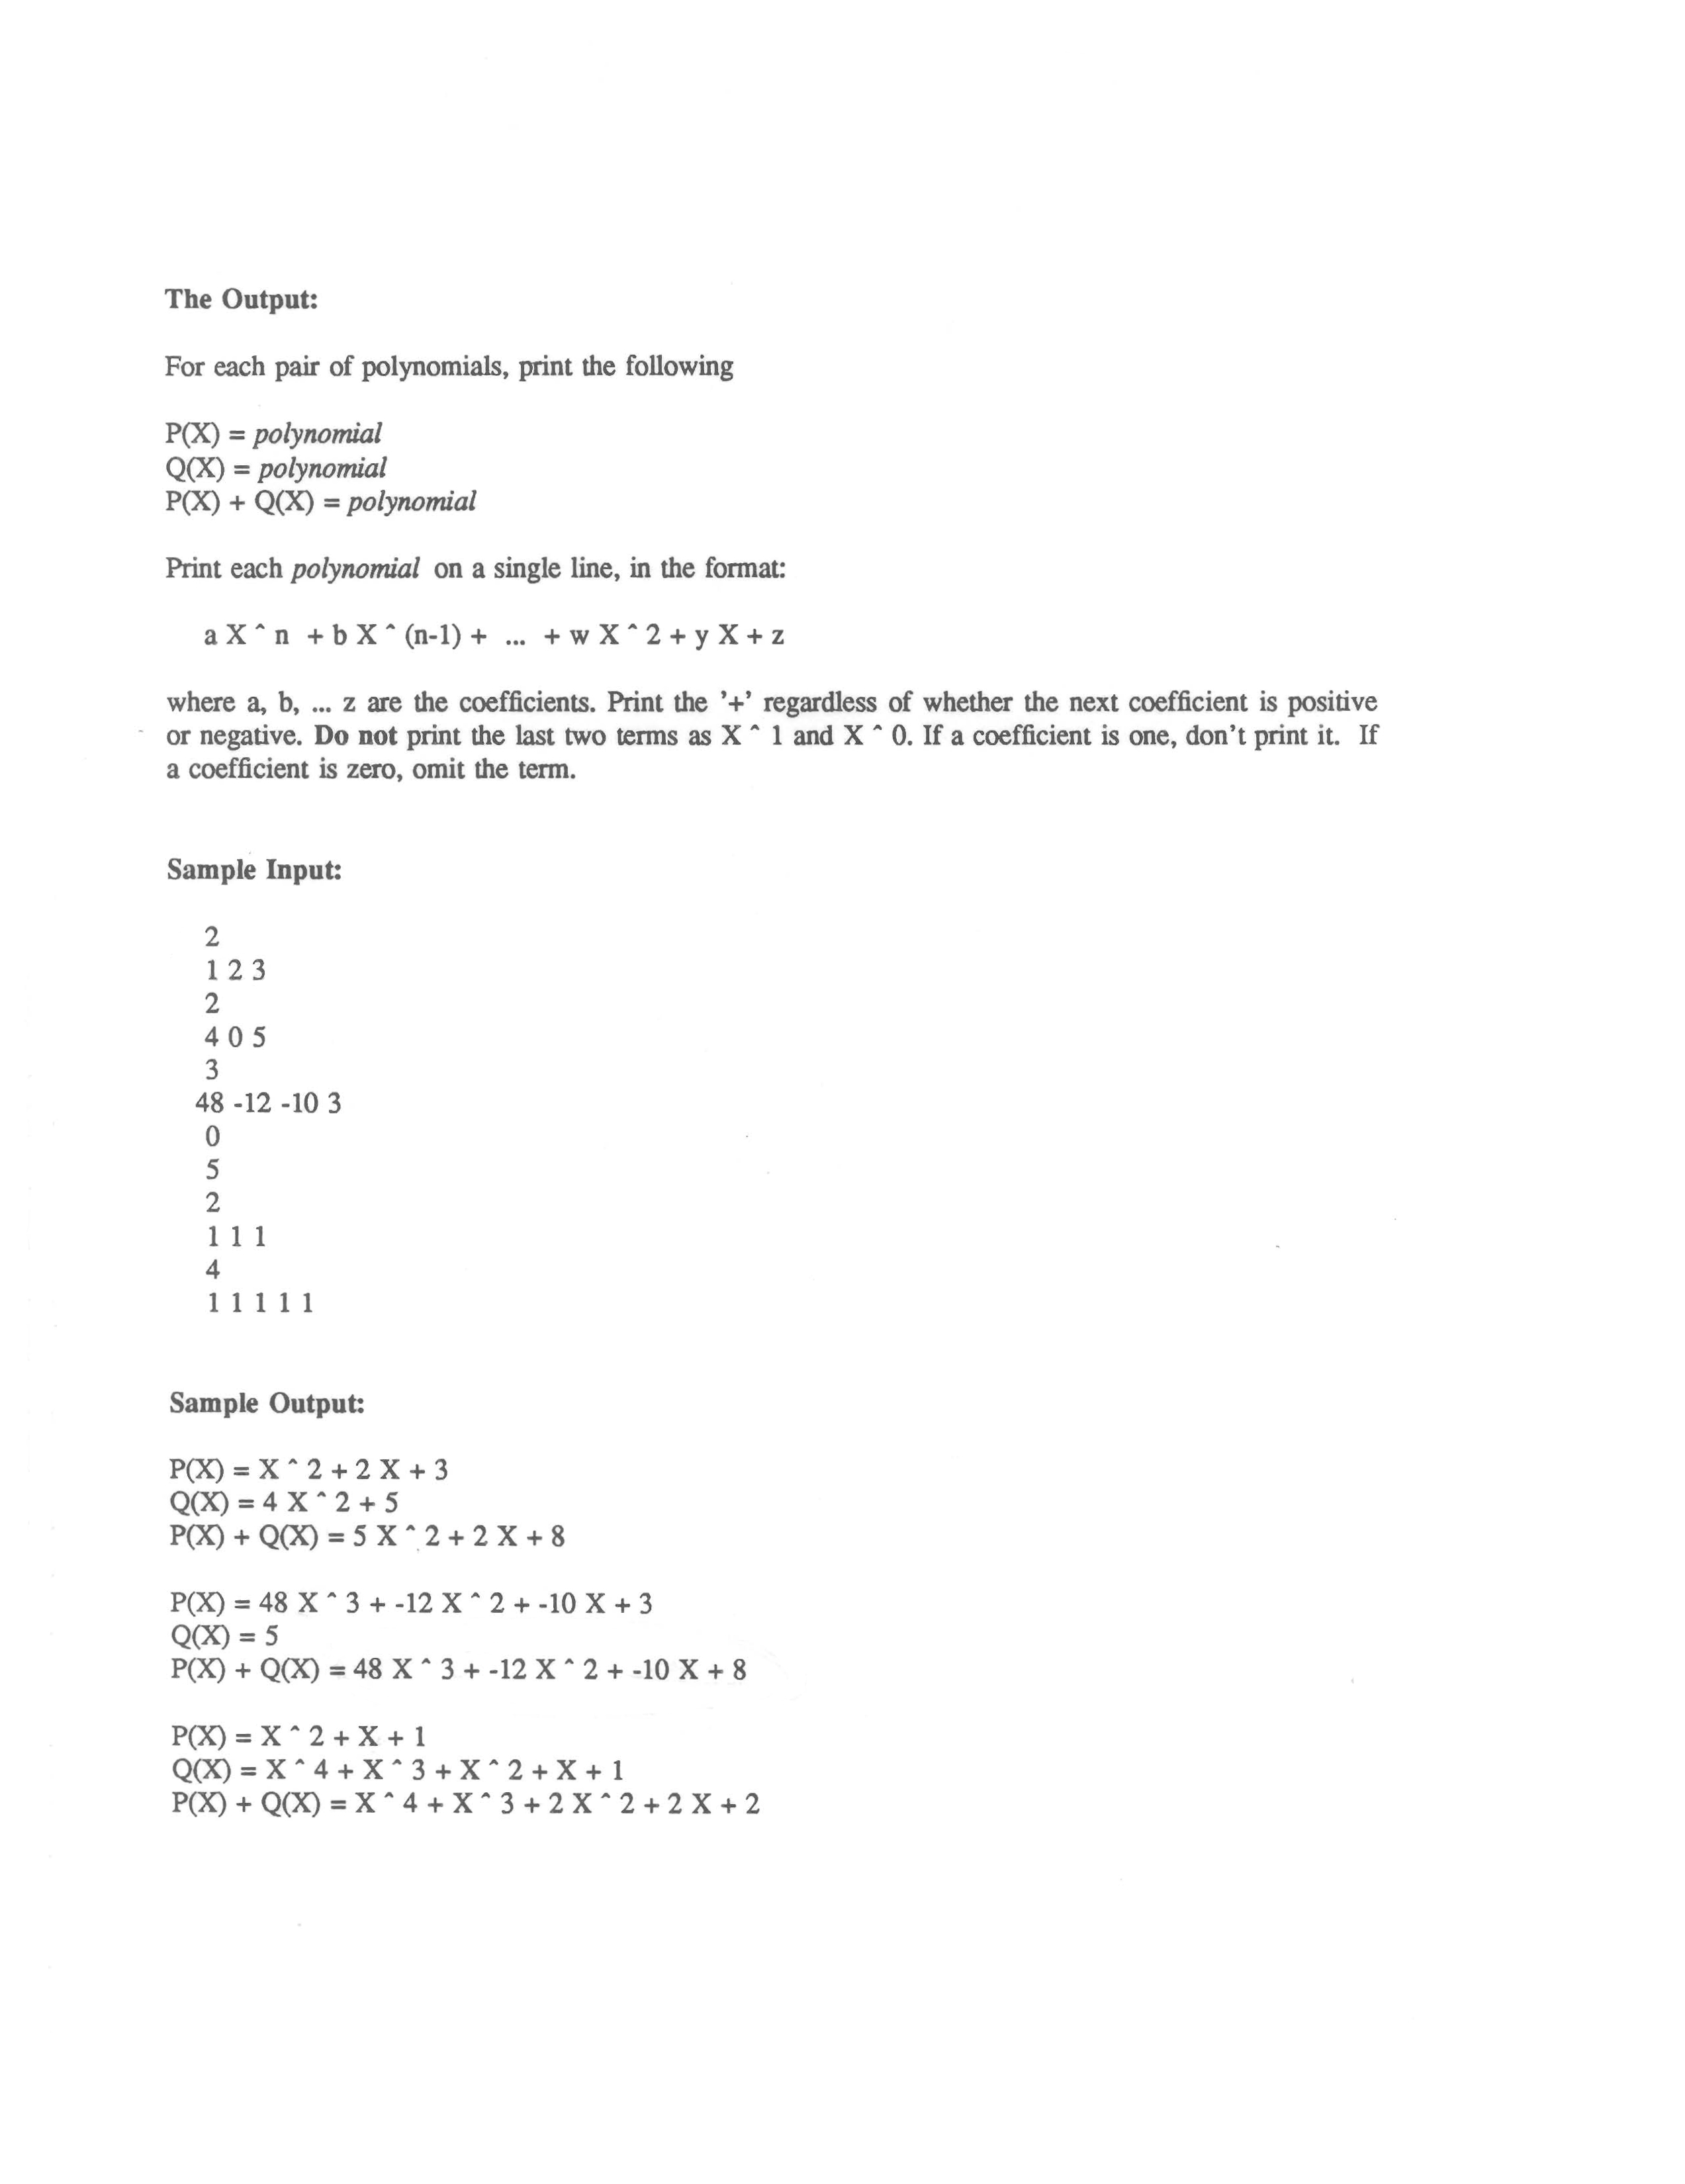 The Output:
For each pair of polynomials, print the following
P(X) = polynomial
Q(X) = polynomial
P(X) + Q(X) = polynomial
Print each polynomial on a single line, in the format:
a X ^ n + b X ^ (n-1) + ... + w X ^ 2 + y X + z
where a, b, ... z are the coefficients. Print the '+' regardless of whether the next coefficient is positive
or negative. Do not print the last two terms as X ^ 1 and X ^ 0. If a coefficient is one, don't print it. If
a coefficient is zero, omit the term.
Sample Input:
2
1 2 3
2
4 0 5
3
48 -12 -10 3
0
5
2
1 1 1
4
1 1 1 1 1
Sample Output:
P(X) = X ^ 2 + 2 X + 3
Q(X) = 4 X ^ 2 + 5
P(X) + Q(X) = 5 X ^ 2 + 2 X + 8
P(X) = 48 X ^ 3 + -12 X ^ 2 + -10 X + 3
Q(X) = 5
P(X) + Q(X) = 48 X ^ 3 + -12 X ^ 2 + -10 X + 8
P(X) = X ^ 2 + X + 1
Q(X) = X ^ 4 + X ^ 3 + X ^ 2 + X + 1
P(X) + Q(X) = X ^ 4 + X ^ 3 + 2 X ^ 2 + 2 X + 2